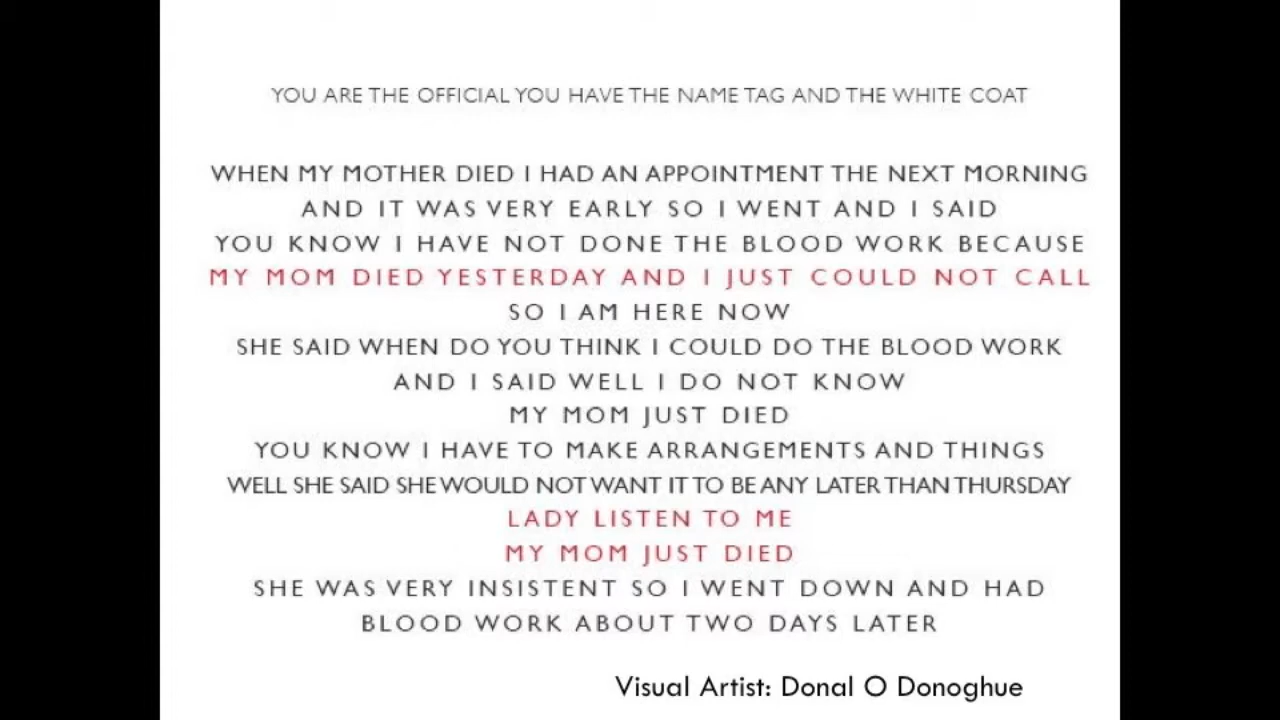 YOU ARE THE OFFICIAL YOU HAVE THE NAME TAG AND THE WHITE COAT
WHEN MY MOTHER DIED I HAD AN APPOINTMENT THE NEXT MORNING
AND IT WAS VERY EARLY SO I WENT AND I SAID
YOU KNOW I HAVE NOT DONE THE BLOOD WORK BECAUSE
MY MOM DIED YESTERDAY AND I JUST COULD NOT CALL
SO I AM HERE NOW
SHE SAID WHEN DO YOU THINK I COULD DO THE BLOOD WORK
AND I SAID WELL I DO NOT KNOW
MY MOM JUST DIED
YOU KNOW I HAVE TO MAKE ARRANGEMENTS AND THINGS
WELL SHE SAID SHE WOULD NOT WANT IT TO BE ANY LATER THAN THURSDAY
LADY LISTEN TO ME
MY MOM JUST DIED
SHE WAS VERY INSISTENT SO I WENT DOWN AND HAD
BLOOD WORK ABOUT TWO DAYS LATER
Visual Artist: Donal O Donoghue